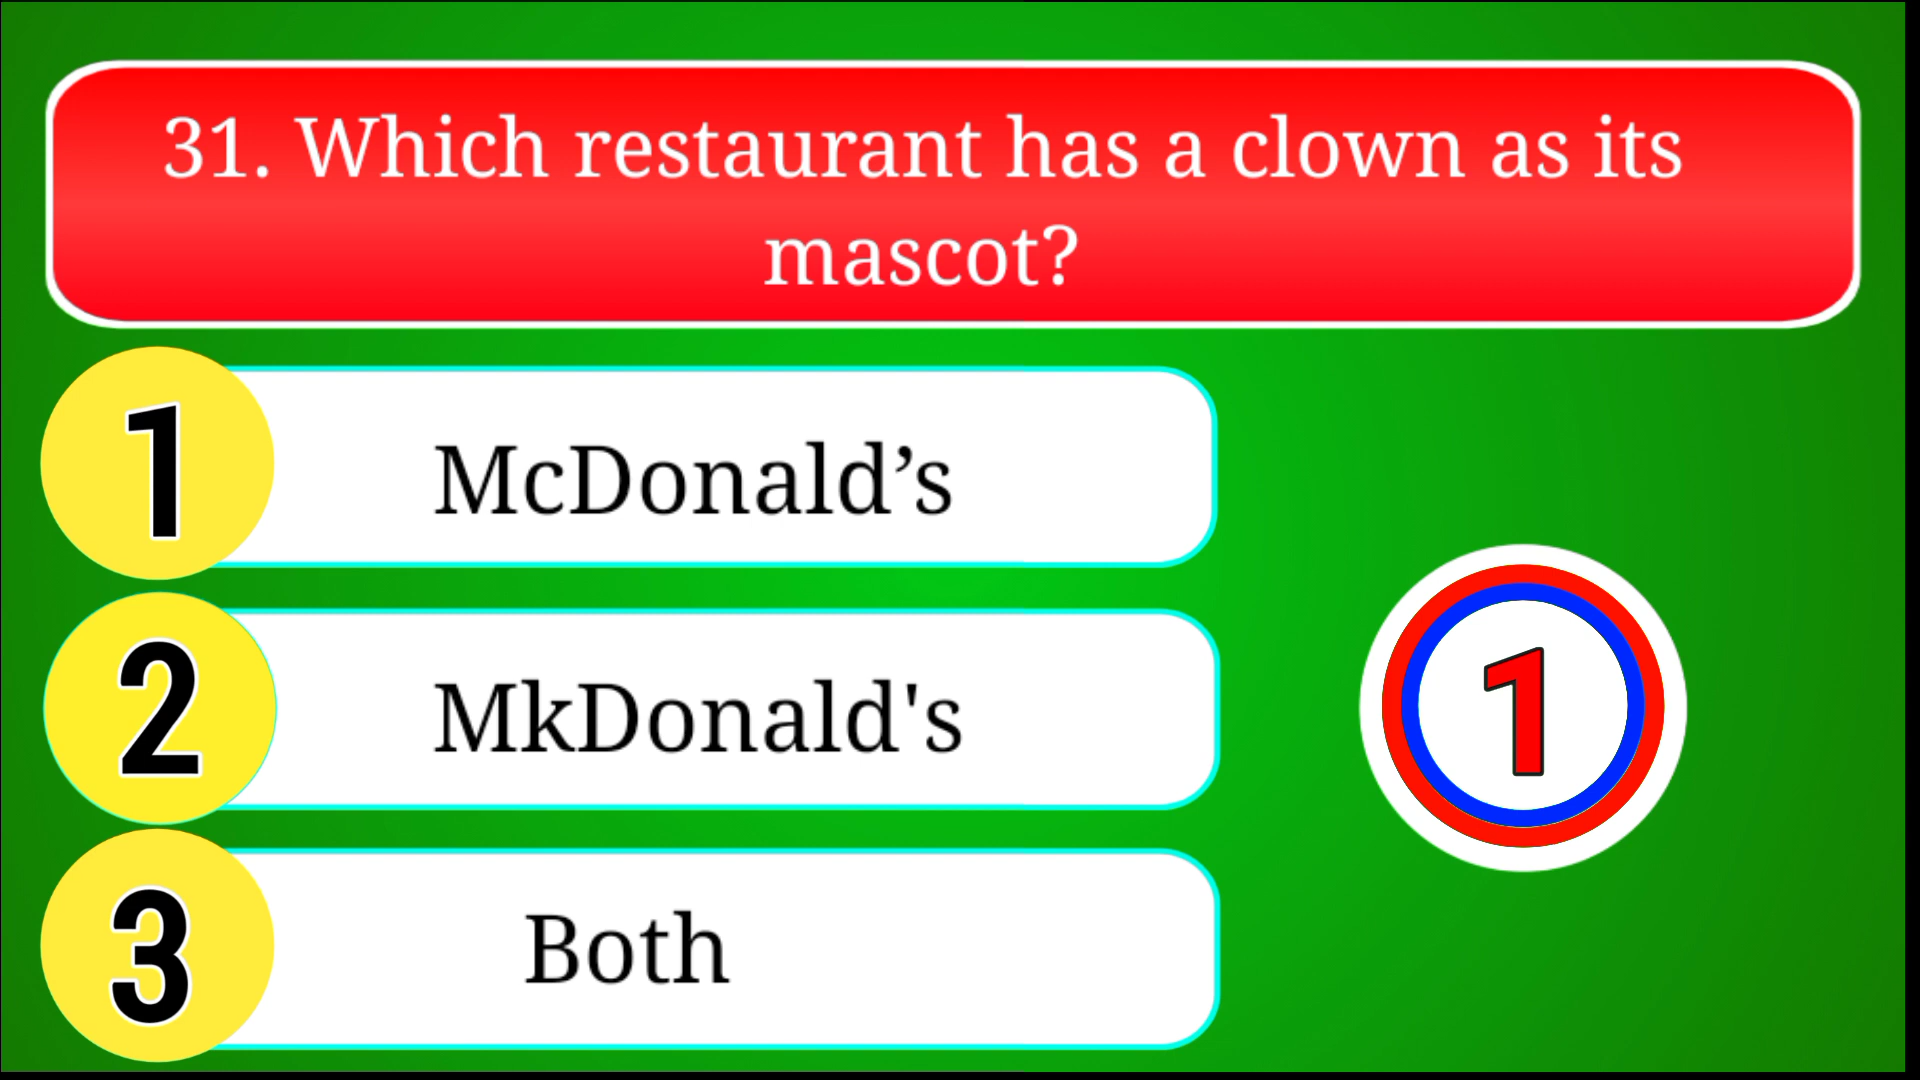 31. Which restaurant has a clown as its
mascot?
1
McDonald’s
2
MkDonald's
1
3
Both